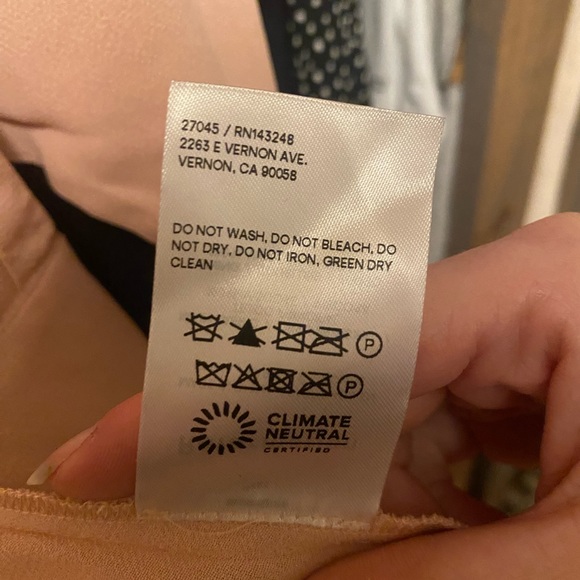 27045 / RN143248
2263 E VERNON AVE.
VERNON, CA 90058
DO NOT WASH, DO NOT BLEACH, DO
NOT DRY, DO NOT IRON, GREEN DRY
CLEAN
P
P
CLIMATE
NEUTRAL
CERTIFIED